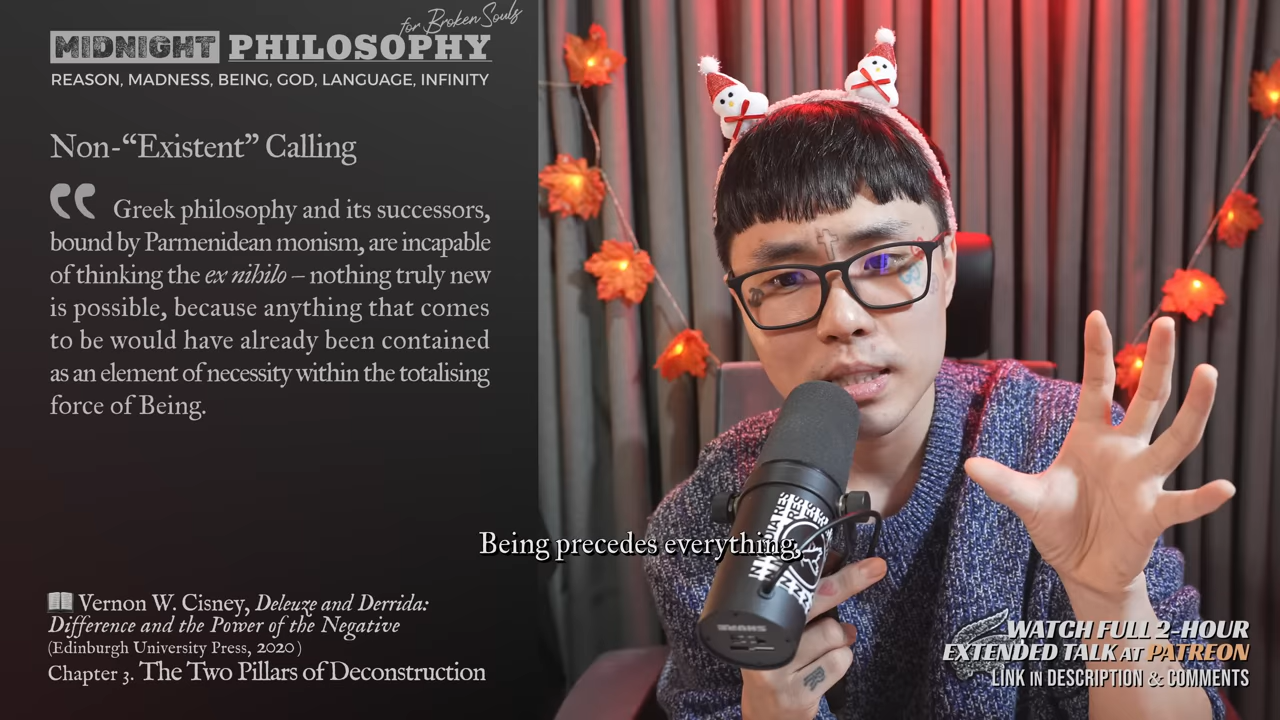 for Broken Souls
MIDNIGHT PHILOSOPHY
REASON, MADNESS, BEING, GOD, LANGUAGE, INFINITY
Non-“Existent” Calling
“ Greek philosophy and its successors,
bound by Parmenidean monism, are incapable
of thinking the ex nihilo – nothing truly new
is possible, because anything that comes
to be would have already been contained
as an element of necessity within the totalising
force of Being.
Being precedes everything,
Vernon W. Cisney, Deleuze and Derrida:
Difference and the Power of the Negative
(Edinburgh University Press, 2020)
Chapter 3. The Two Pillars of Deconstruction
WATCH FULL 2-HOUR
EXTENDED TALK AT PATREON
LINK IN DESCRIPTION & COMMENTS